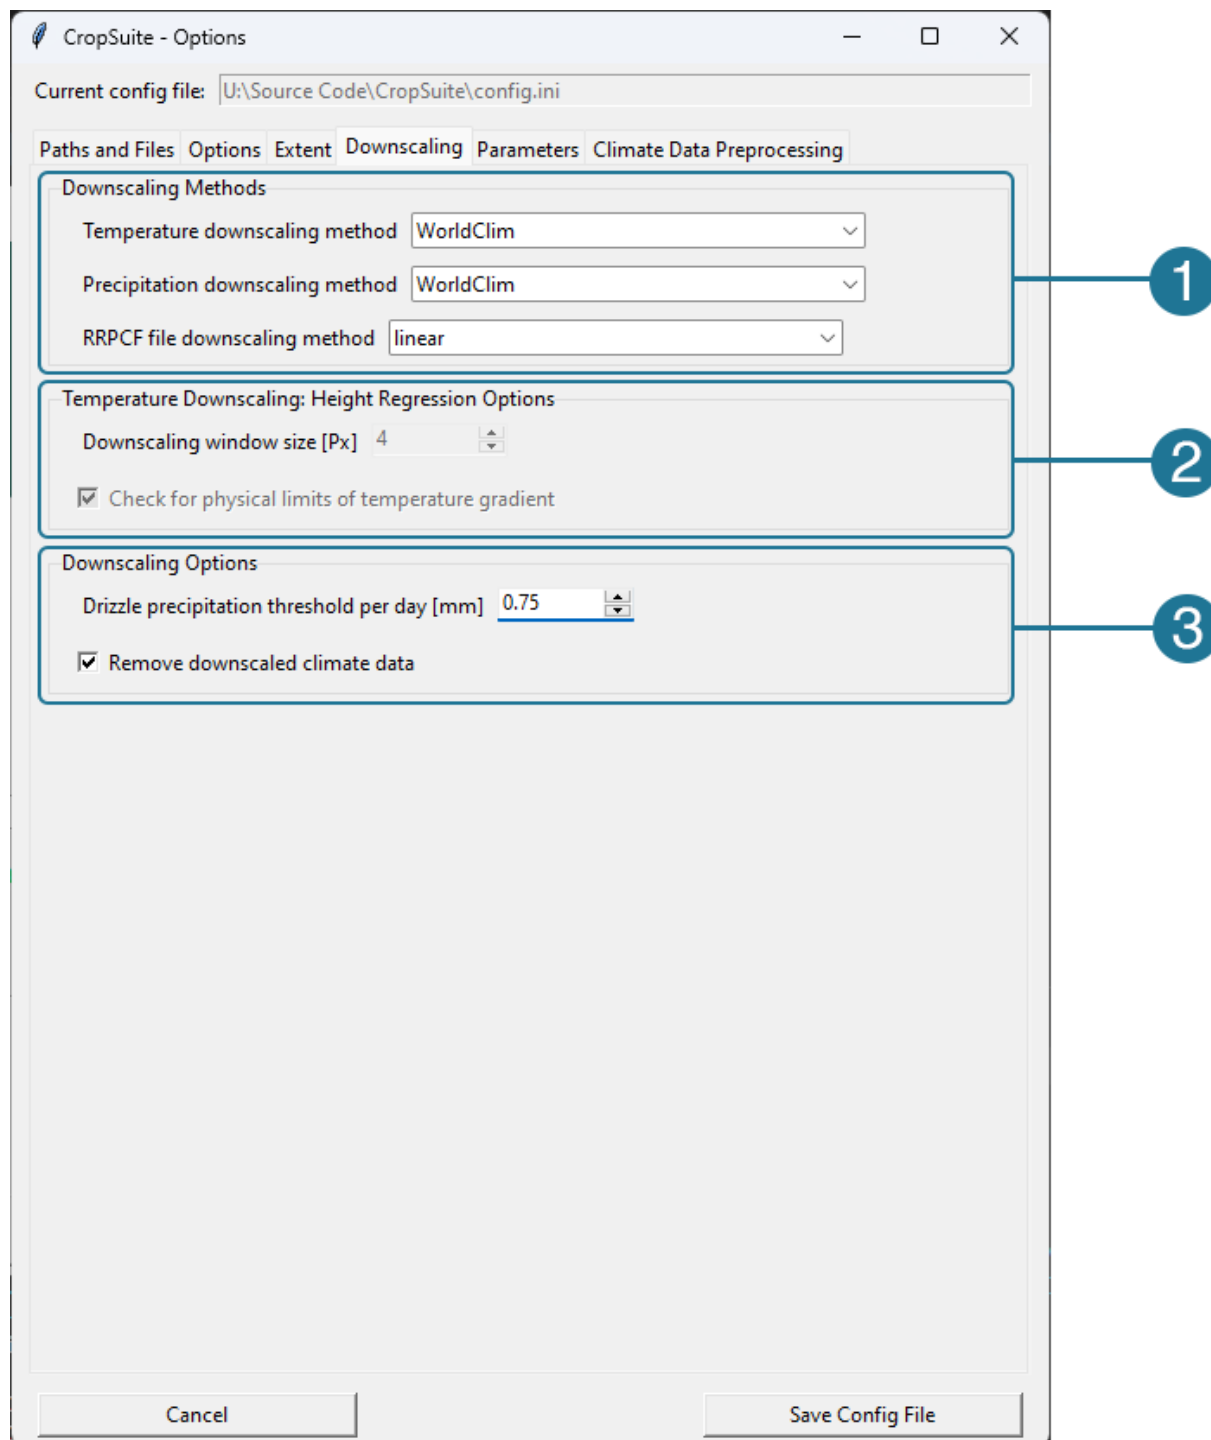 CropSuite - Options
Current config file: U:\Source Code\CropSuite\config.ini
Paths and Files Options Extent Downscaling Parameters Climate Data Preprocessing
Downscaling Methods
Temperature downscaling method WorldClim
Precipitation downscaling method WorldClim
1
RRPCF file downscaling method linear
Temperature Downscaling: Height Regression Options
Downscaling window size [Px] 4
2
Check for physical limits of temperature gradient
Downscaling Options
Drizzle precipitation threshold per day [mm] 0.75
3
Remove downscaled climate data
Cancel Save Config File